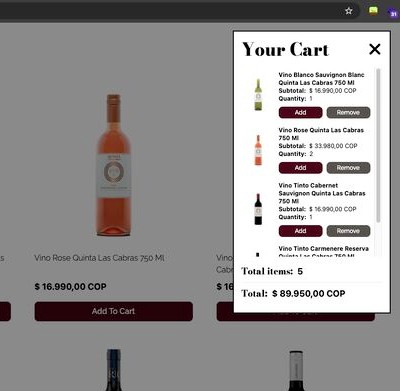 31
Your Cart
Vino Blanco Sauvignon Blanc
Quinta Las Cabras 750 Ml
Subtotal: $ 16.990,00 COP
Quantity: 1
Add Remove
Vino Rose Quinta Las Cabras
750 Ml
Subtotal: $ 33.980,00 COP
Quantity: 2
Add Remove
Vino Tinto Cabernet
Sauvignon Quinta Las Cabras
750 Ml
Subtotal: $ 16.990,00 COP
Quantity: 1
Add Remove
Vino Tinto Carmenere Reserva
Quinta Las Cabras 750 Ml
Total items: 5
Total: $ 89.950,00 COP
s
Vino Rose Quinta Las Cabras 750 Ml
$ 16.990,00 COP
Add To Cart
Vino
Cabr
$ 16